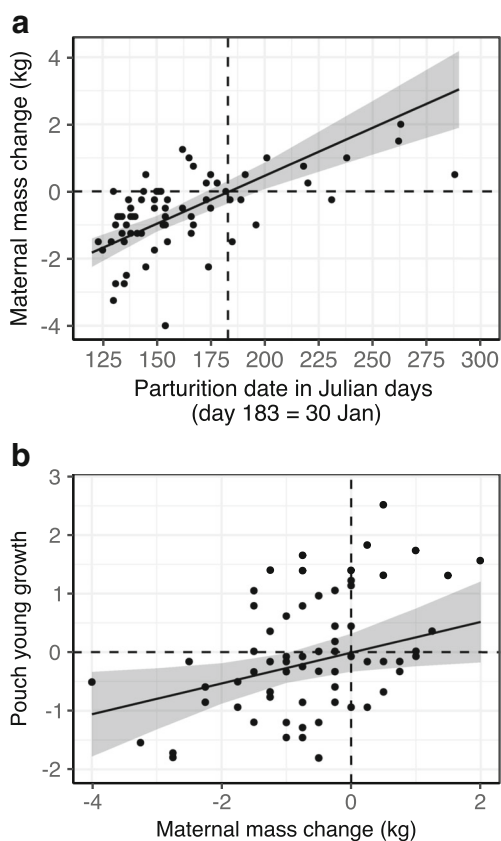 a
Maternal mass change (kg)
4
2
0
-2
-4
125 150 175 200 225 250 275 300
Parturition date in Julian days
(day 183 = 30 Jan)
b
Pouch young growth
3
2
1
0
-1
-2
-4 -2 0 2
Maternal mass change (kg)